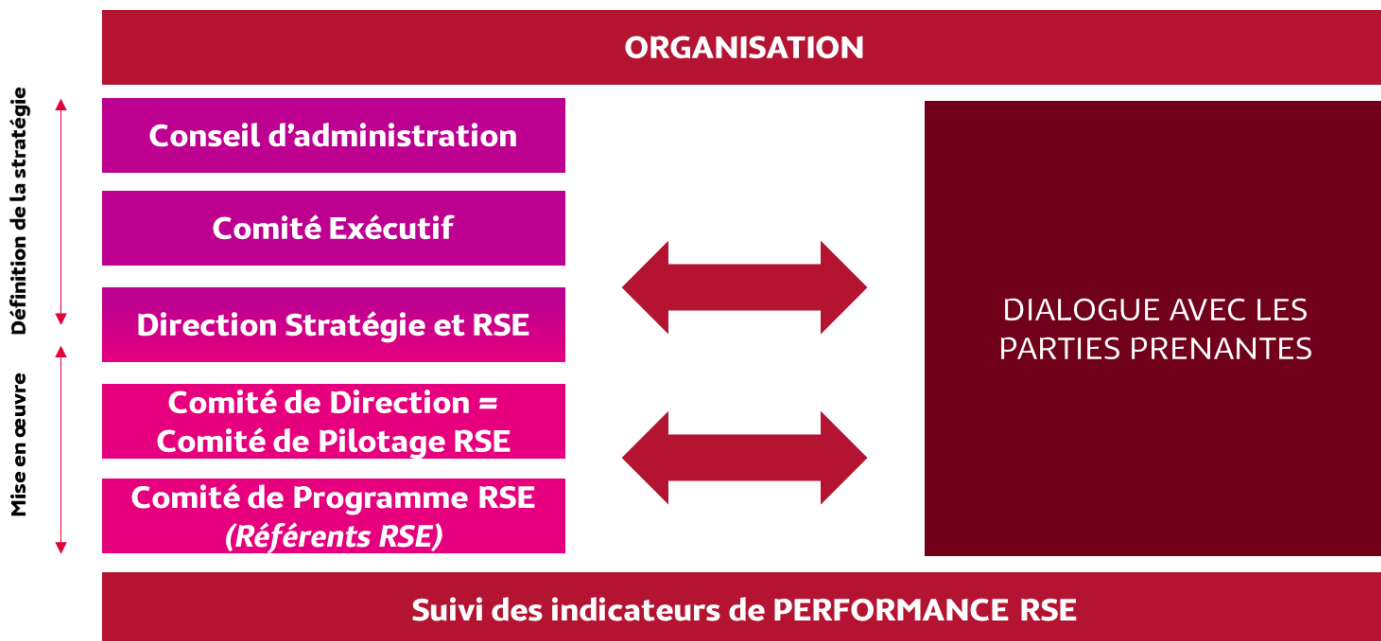 ORGANISATION
Définition de la stratégie
Conseil d’administration
Comité Exécutif
Direction Stratégie et RSE
Mise en œuvre
Comité de Direction =
Comité de Pilotage RSE
Comité de Programme RSE
(Référents RSE)
DIALOGUE AVEC LES
PARTIES PRENANTES
Suivi des indicateurs de PERFORMANCE RSE